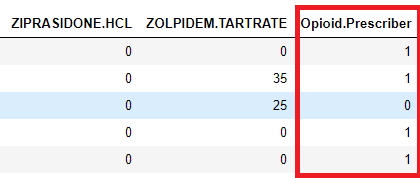 ZIPRASIDONE.HCL ZOLPIDEM.TARTRATE Opioid.Prescriber
0 0 1
0 35 1
0 25 0
0 0 1
0 0 1